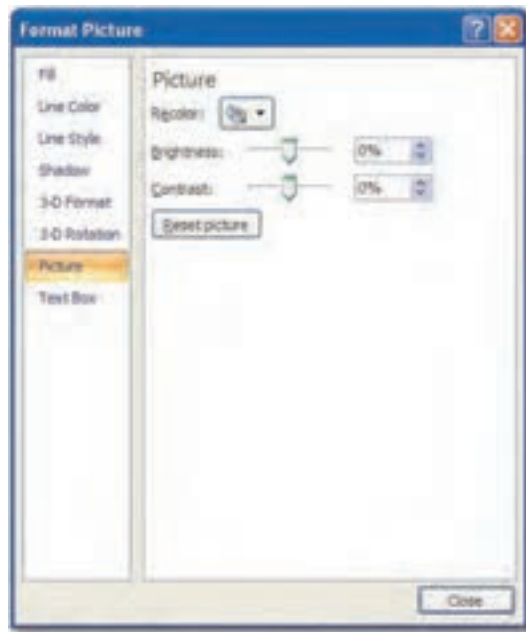 Format Picture
Fill
Line Color
Line Style
Shadow
3-D Format
3-D Rotation
Picture
Text Box
Picture
Recolor:
Brightness: 0%
Contrast: 0%
Reset picture
Close